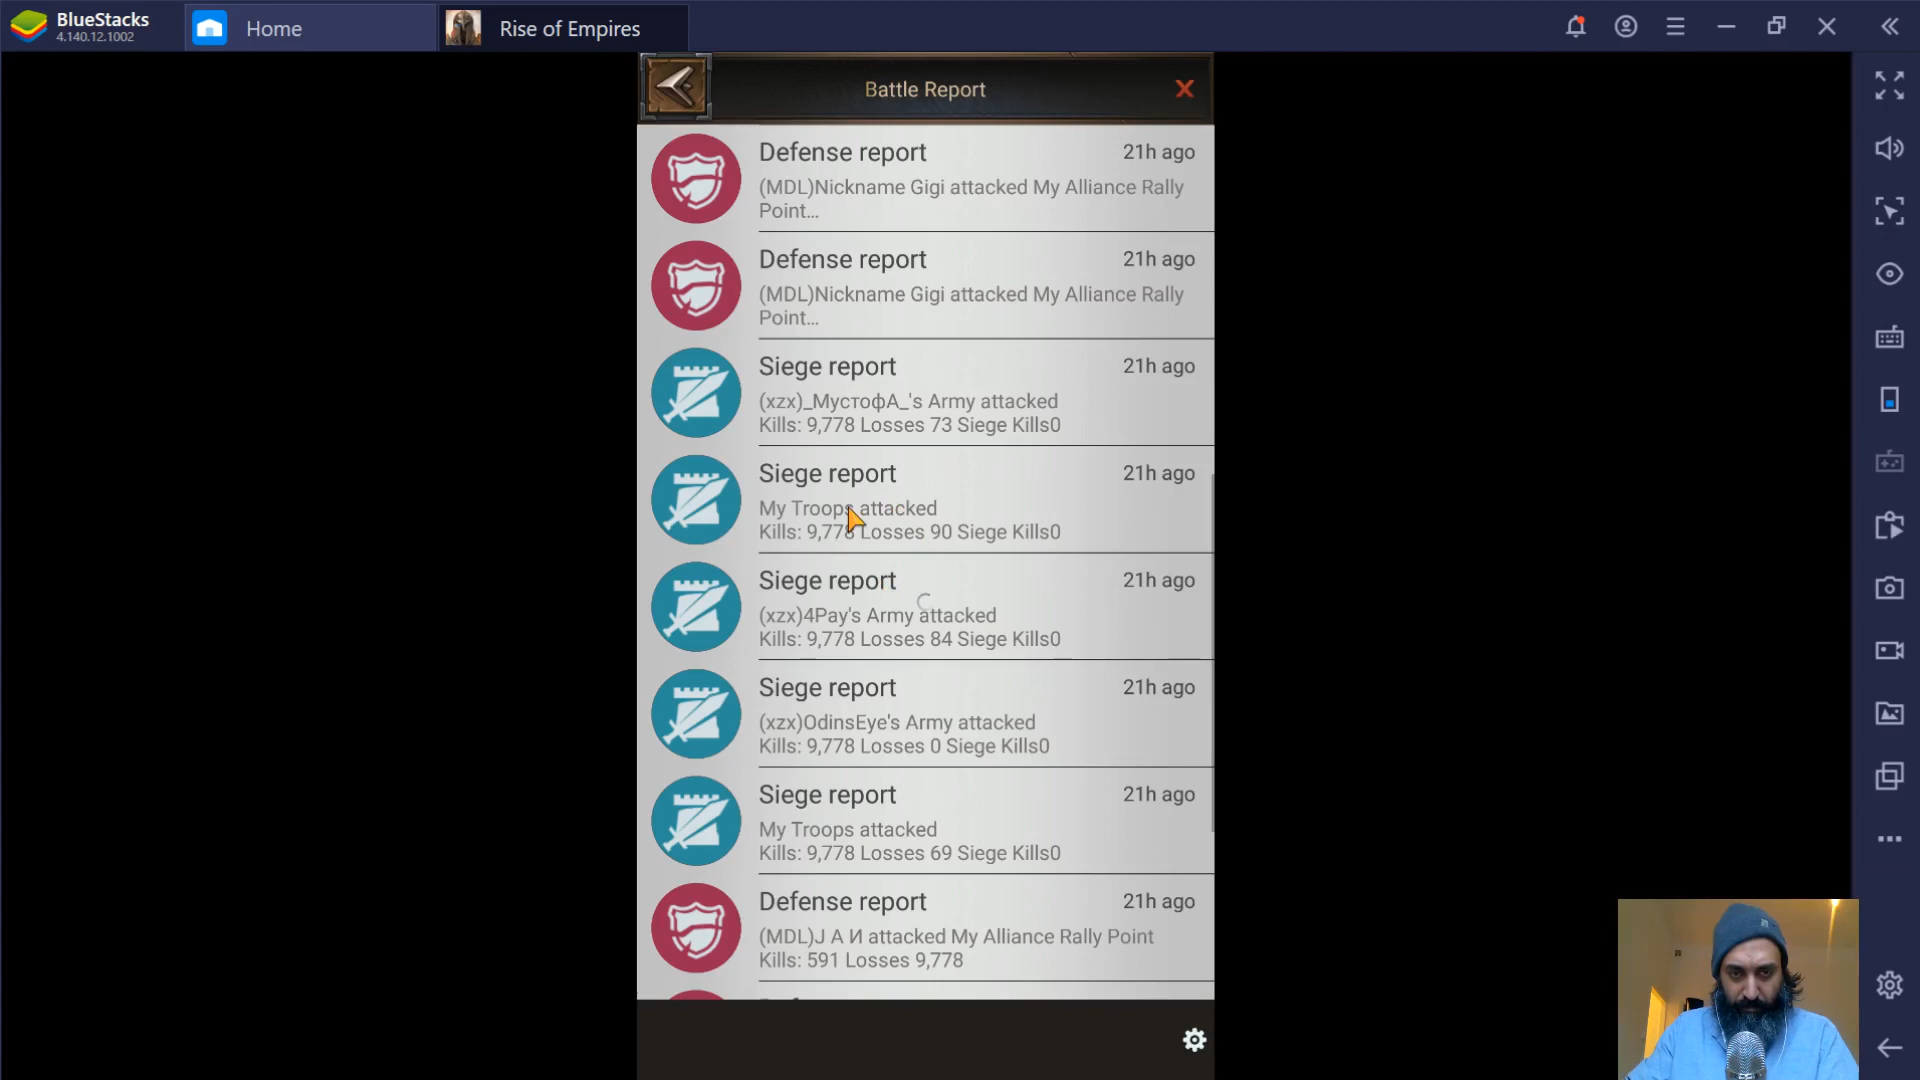 BlueStacks
4.140.12.1002
Home
Rise of Empires
Battle Report
Defense report 21h ago
(MDL)Nickname Gigi attacked My Alliance Rally
Point...
Defense report 21h ago
(MDL)Nickname Gigi attacked My Alliance Rally
Point...
Siege report 21h ago
(xzx)_МустофА_'s Army attacked
Kills: 9,778 Losses 73 Siege Kills0
Siege report 21h ago
My Troops attacked
Kills: 9,778 Losses 90 Siege Kills0
Siege report 21h ago
(xzx)4Pay's Army attacked
Kills: 9,778 Losses 84 Siege Kills0
Siege report 21h ago
(xzx)OdinsEye's Army attacked
Kills: 9,778 Losses 0 Siege Kills0
Siege report 21h ago
My Troops attacked
Kills: 9,778 Losses 69 Siege Kills0
Defense report 21h ago
(MDL)J A И attacked My Alliance Rally Point
Kills: 591 Losses 9,778